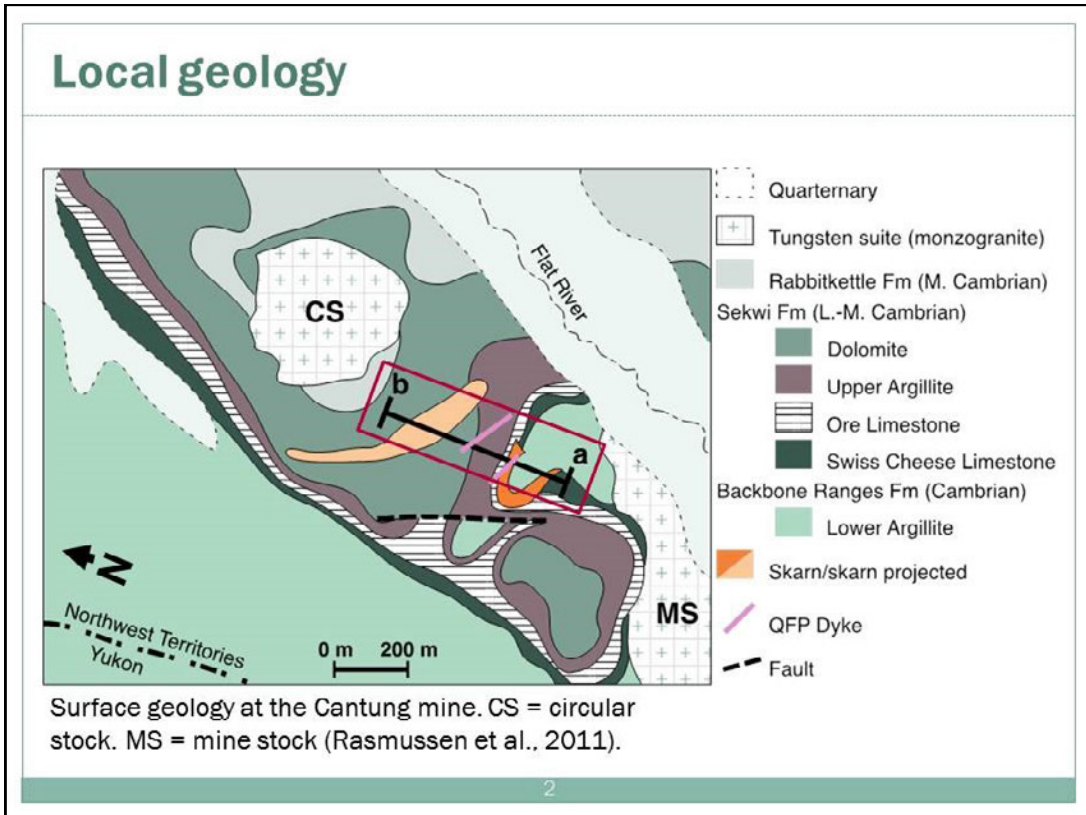 Local geology
CS
Flat River
b
a
MS
N
Northwest Territories
Yukon
0 m 200 m
Quarternary
Tungsten suite (monzogranite)
Rabbitkettle Fm (M. Cambrian)
Sekwi Fm (L.-M. Cambrian)
Dolomite
Upper Argillite
Ore Limestone
Swiss Cheese Limestone
Backbone Ranges Fm (Cambrian)
Lower Argillite
Skarn/skarn projected
QFP Dyke
Fault
Surface geology at the Cantung mine. CS = circular
stock. MS = mine stock (Rasmussen et al., 2011).
2